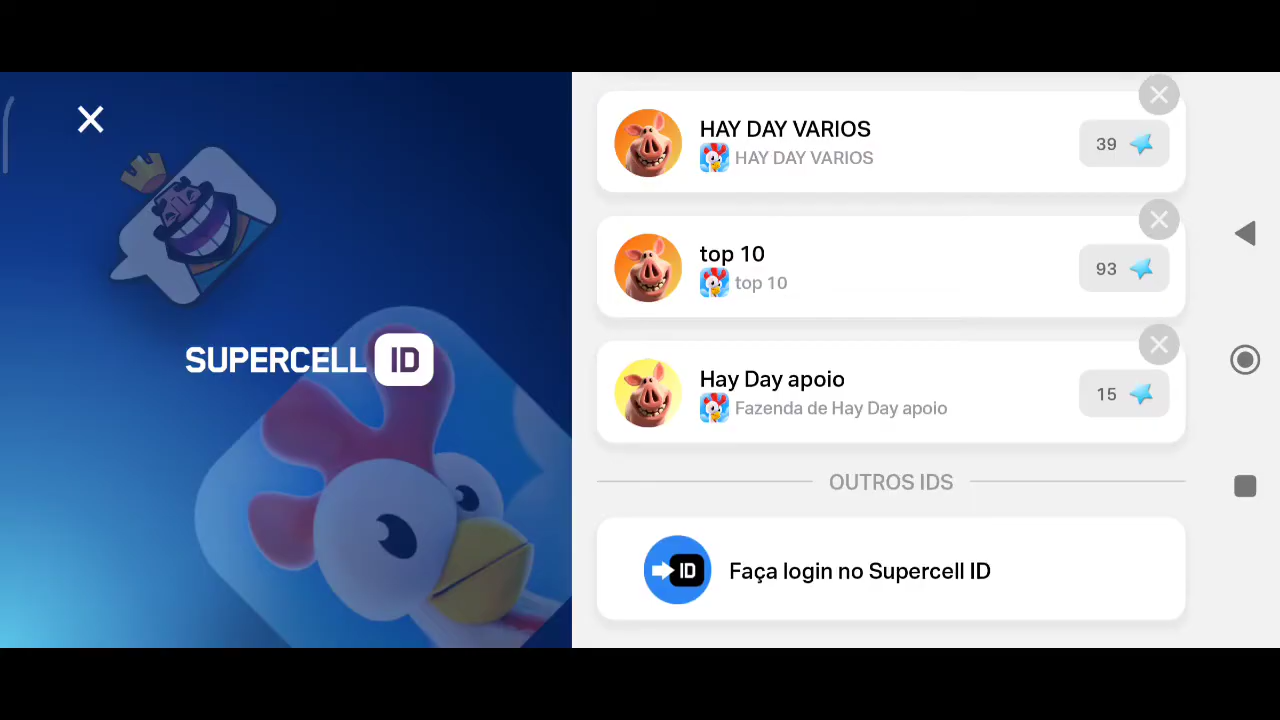 SUPERCELL ID
HAY DAY VARIOS
HAY DAY VARIOS
39
top 10
top 10
93
Hay Day apoio
Fazenda de Hay Day apoio
15
OUTROS IDS
ID
Faça login no Supercell ID